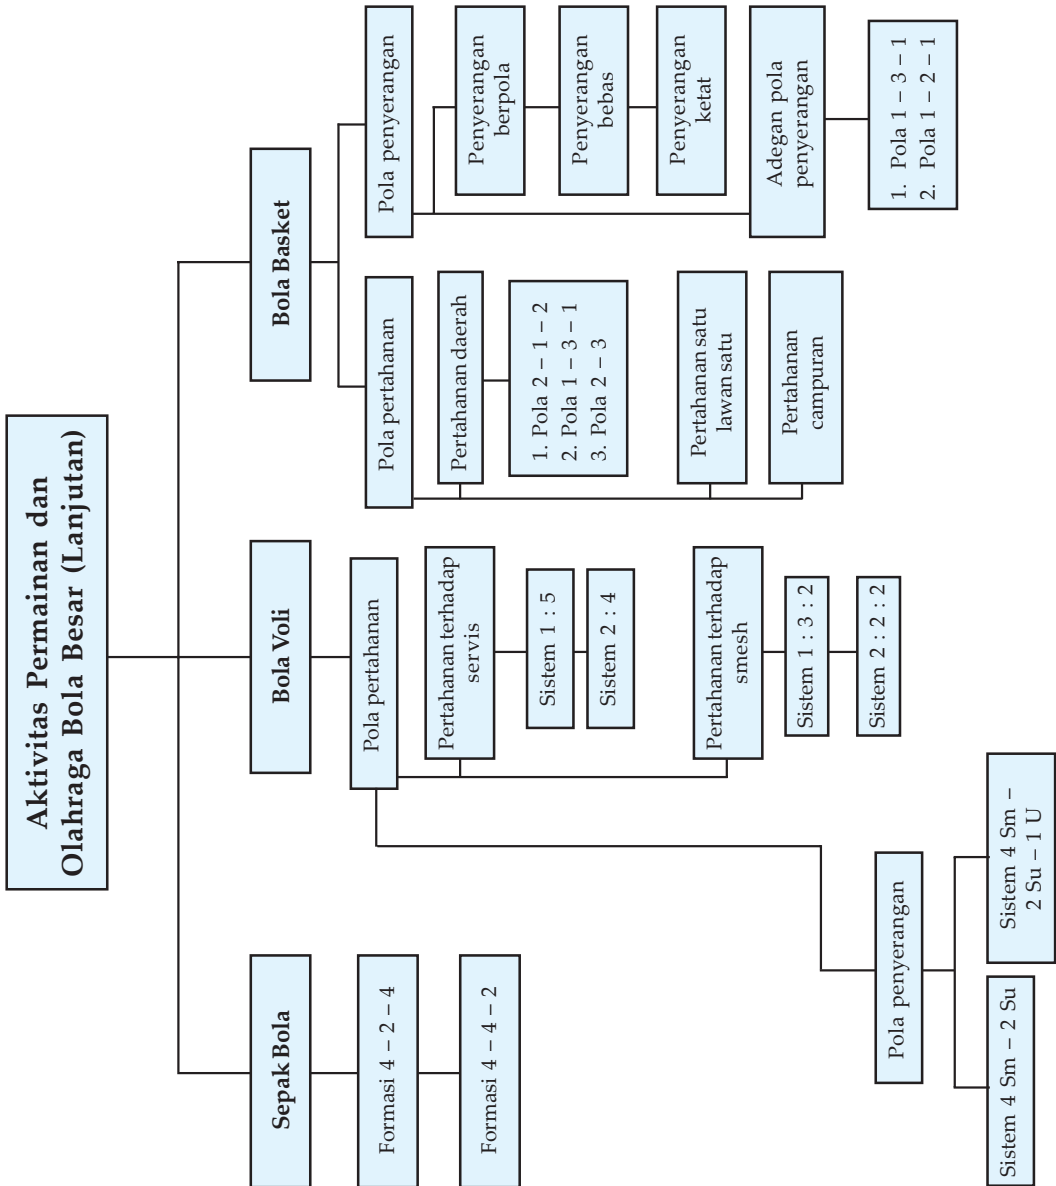 Aktivitas Permainan dan
Olahraga Bola Besar (Lanjutan)
Sepak Bola
Formasi 4 – 2 – 4
Formasi 4 – 4 – 2
Bola Voli
Pola pertahanan
Pertahanan terhadap
servis
Sistem 1 : 5
Sistem 2 : 4
Pertahanan terhadap
smesh
Sistem 1 : 3 : 2
Sistem 2 : 2 : 2
Pola penyerangan
Sistem 4 Sm – 2 Su
Sistem 4 Sm –
2 Su – 1 U
Bola Basket
Pola pertahanan
Pertahanan daerah
1. Pola 2 – 1 – 2
2. Pola 1 – 3 – 1
3. Pola 2 – 3
Pertahanan satu
lawan satu
Pertahanan
campuran
Pola penyerangan
Penyerangan
berpola
Penyerangan
bebas
Penyerangan
ketat
Adegan pola
penyerangan
1. Pola 1 – 3 – 1
2. Pola 1 – 2 – 1